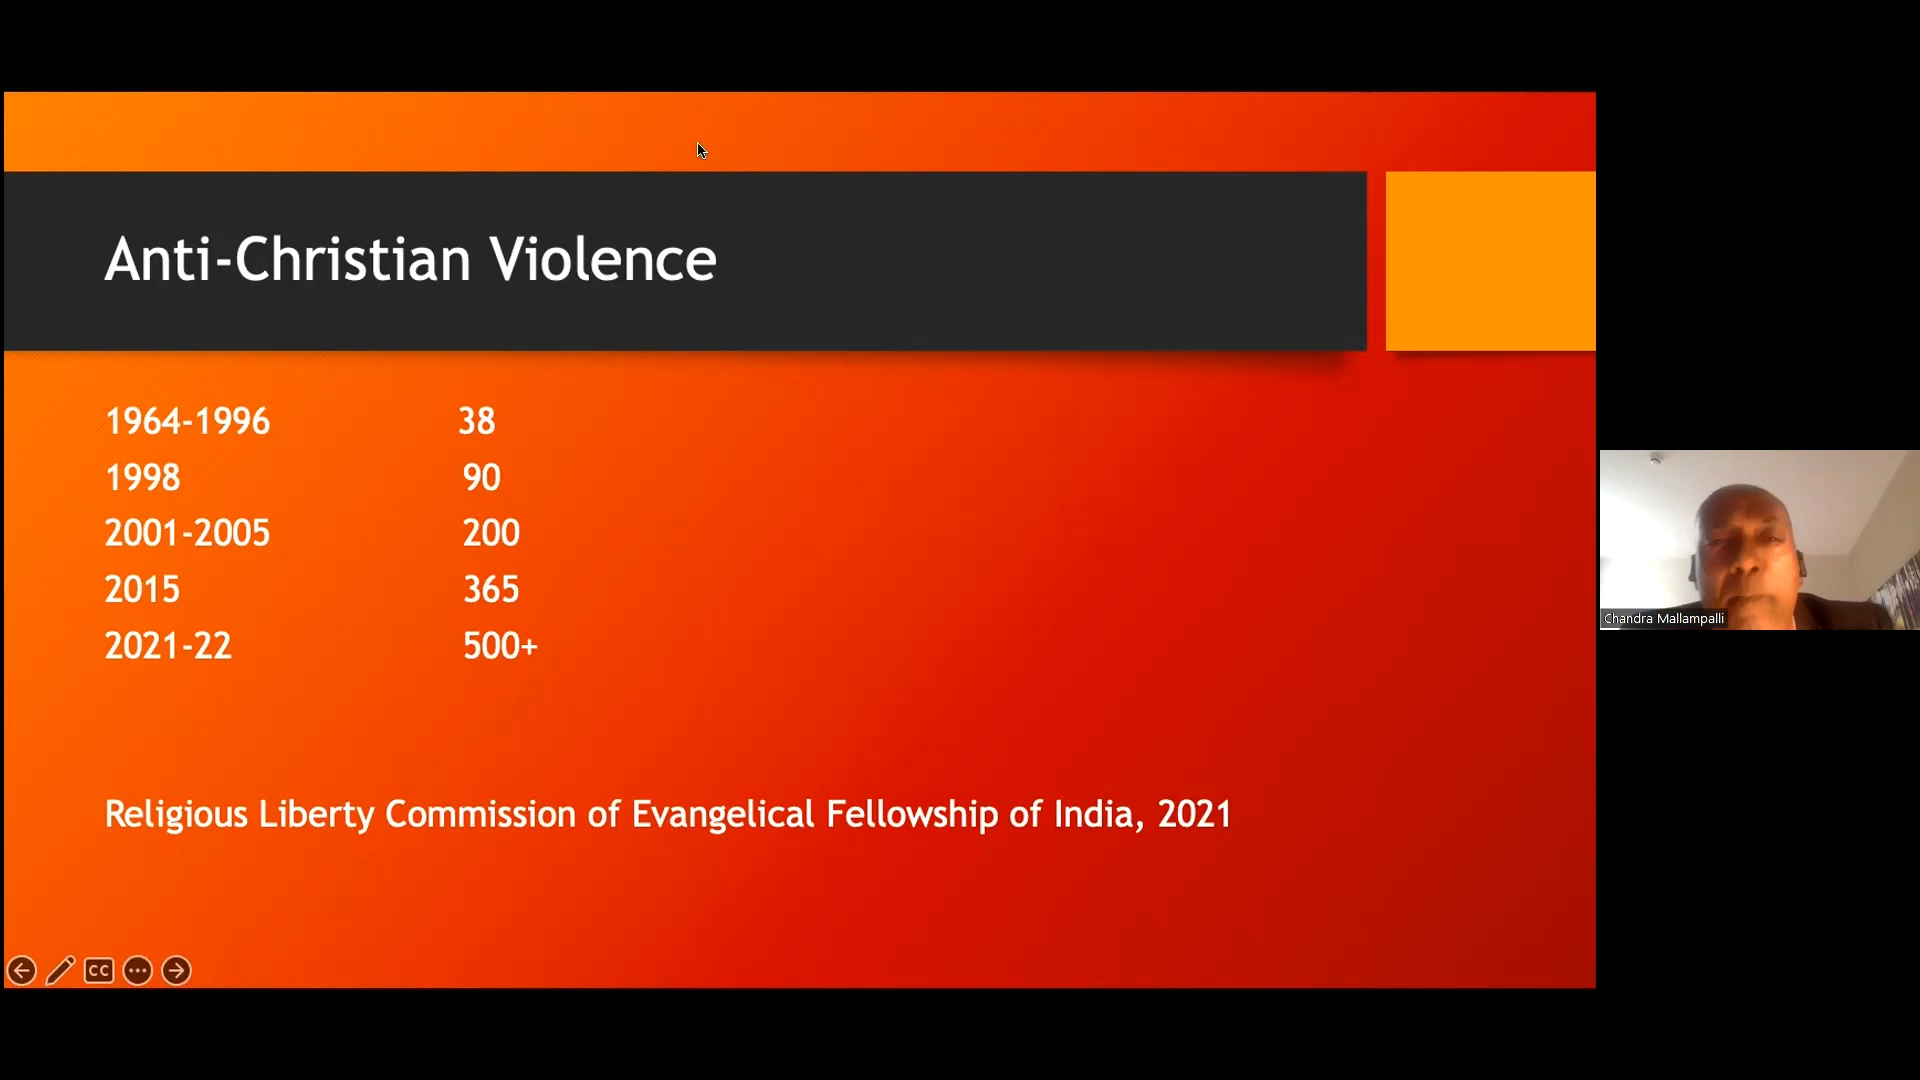 Anti-Christian Violence
1964-1996 38
1998 90
2001-2005 200
2015 365
2021-22 500+
Religious Liberty Commission of Evangelical Fellowship of India, 2021
Chandra Mallampalli
CC